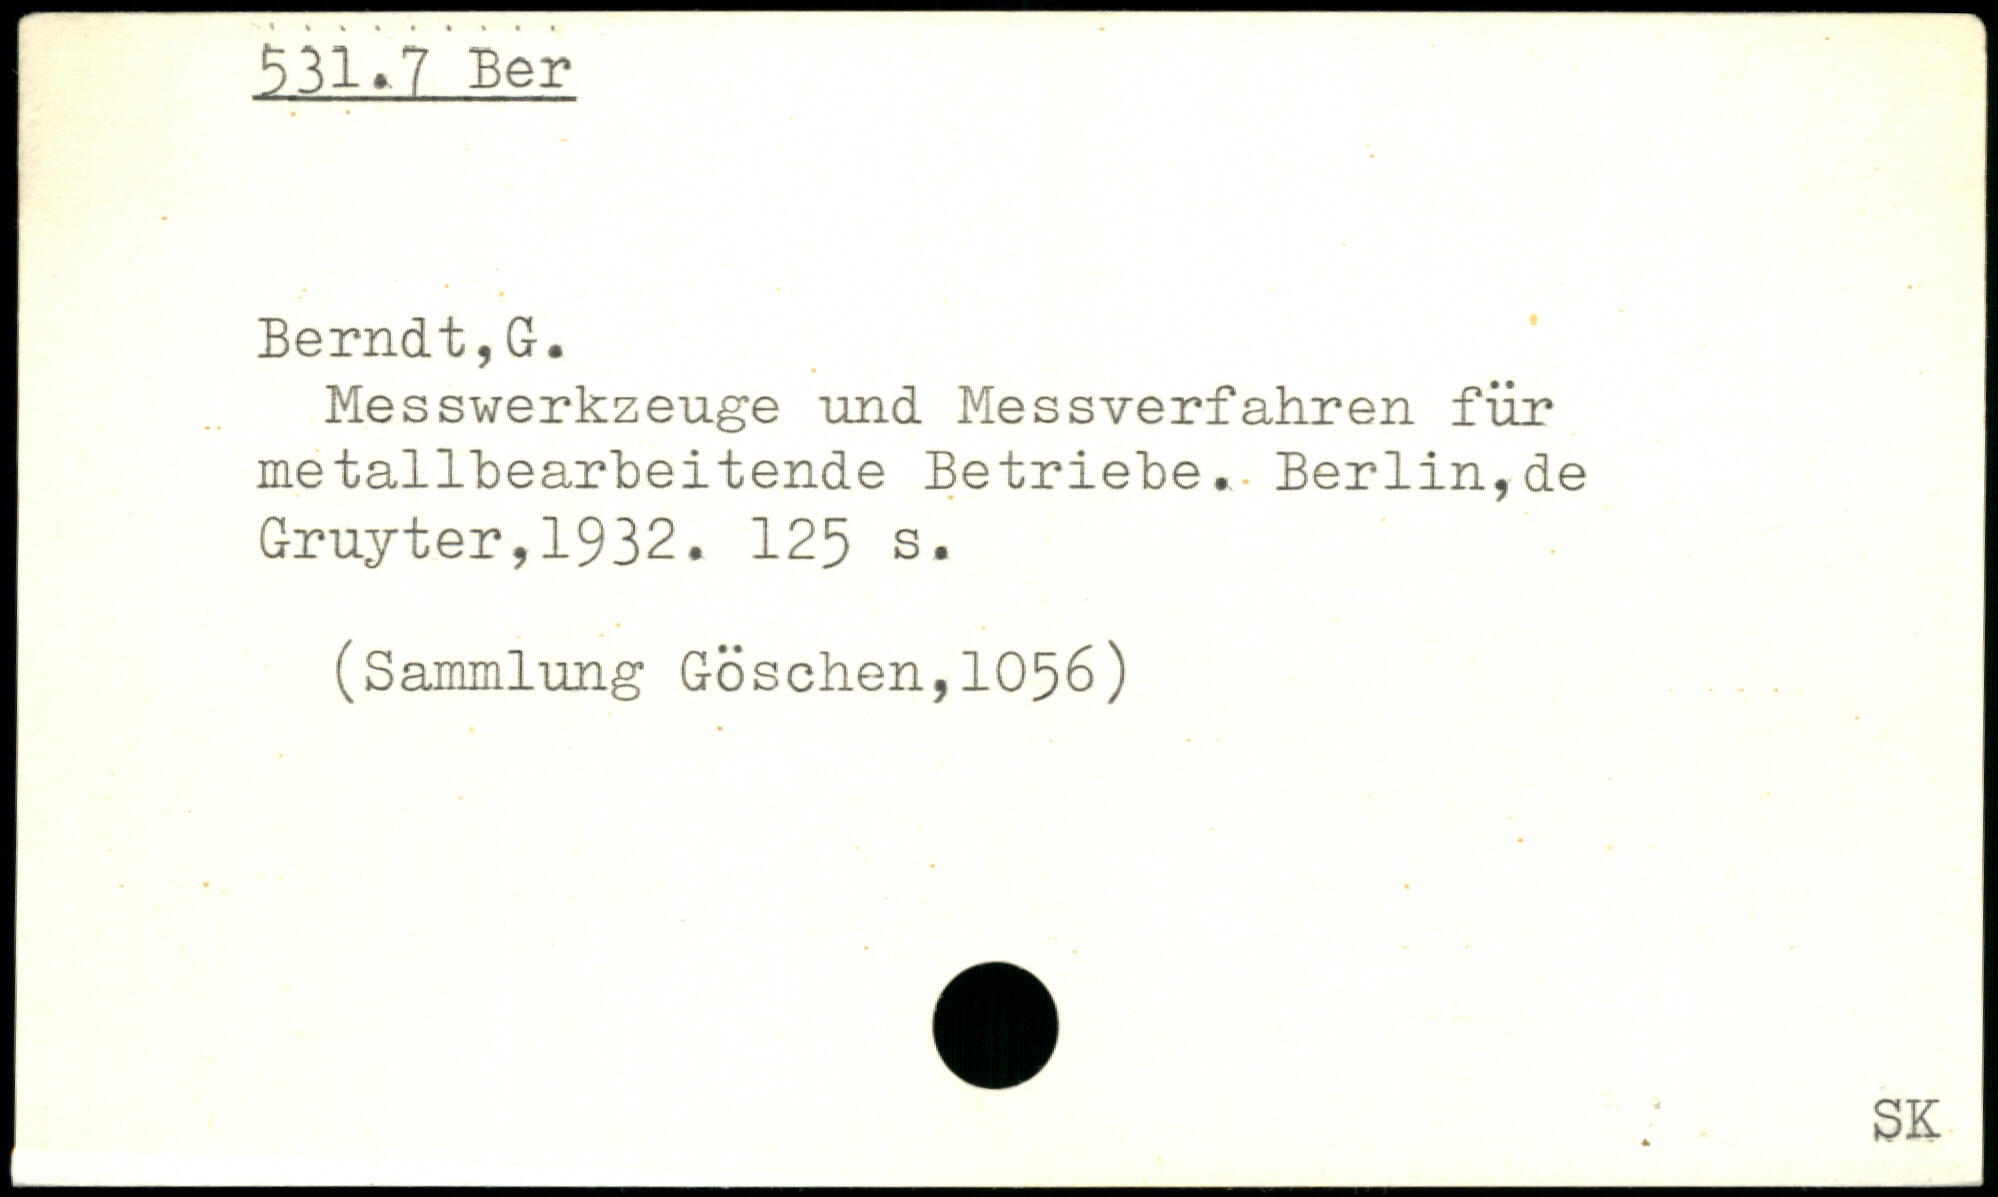 531.7 Ber
Berndt,G.
Messwerkzeuge und Messverfahren für
metallbearbeitende Betriebe. Berlin,de
Gruyter,1932. 125 s.
(Sammlung Göschen,1056)
SK